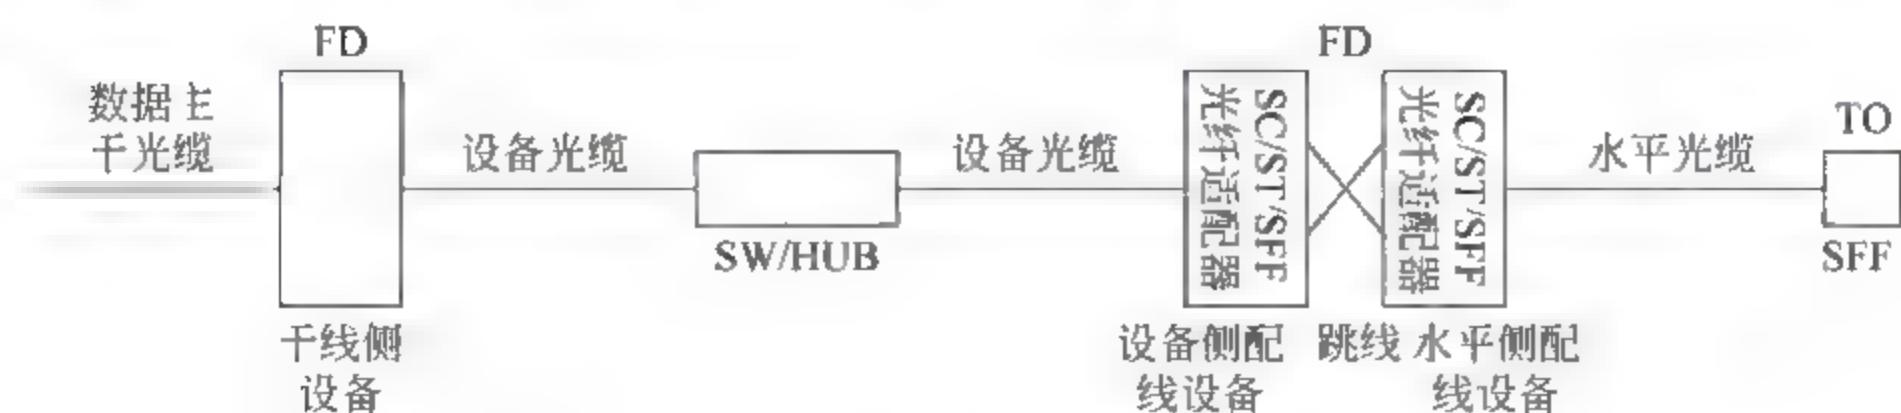 FD
数据主
干光缆
设备光缆
SW/HUB
设备光缆
FD
SC/ST/SFF
光纤适配器
SC/ST/SFF
光纤适配器
水平光缆
TO
SFF
干线侧
设备
设备侧配
线设备
跳线
水平侧配
线设备